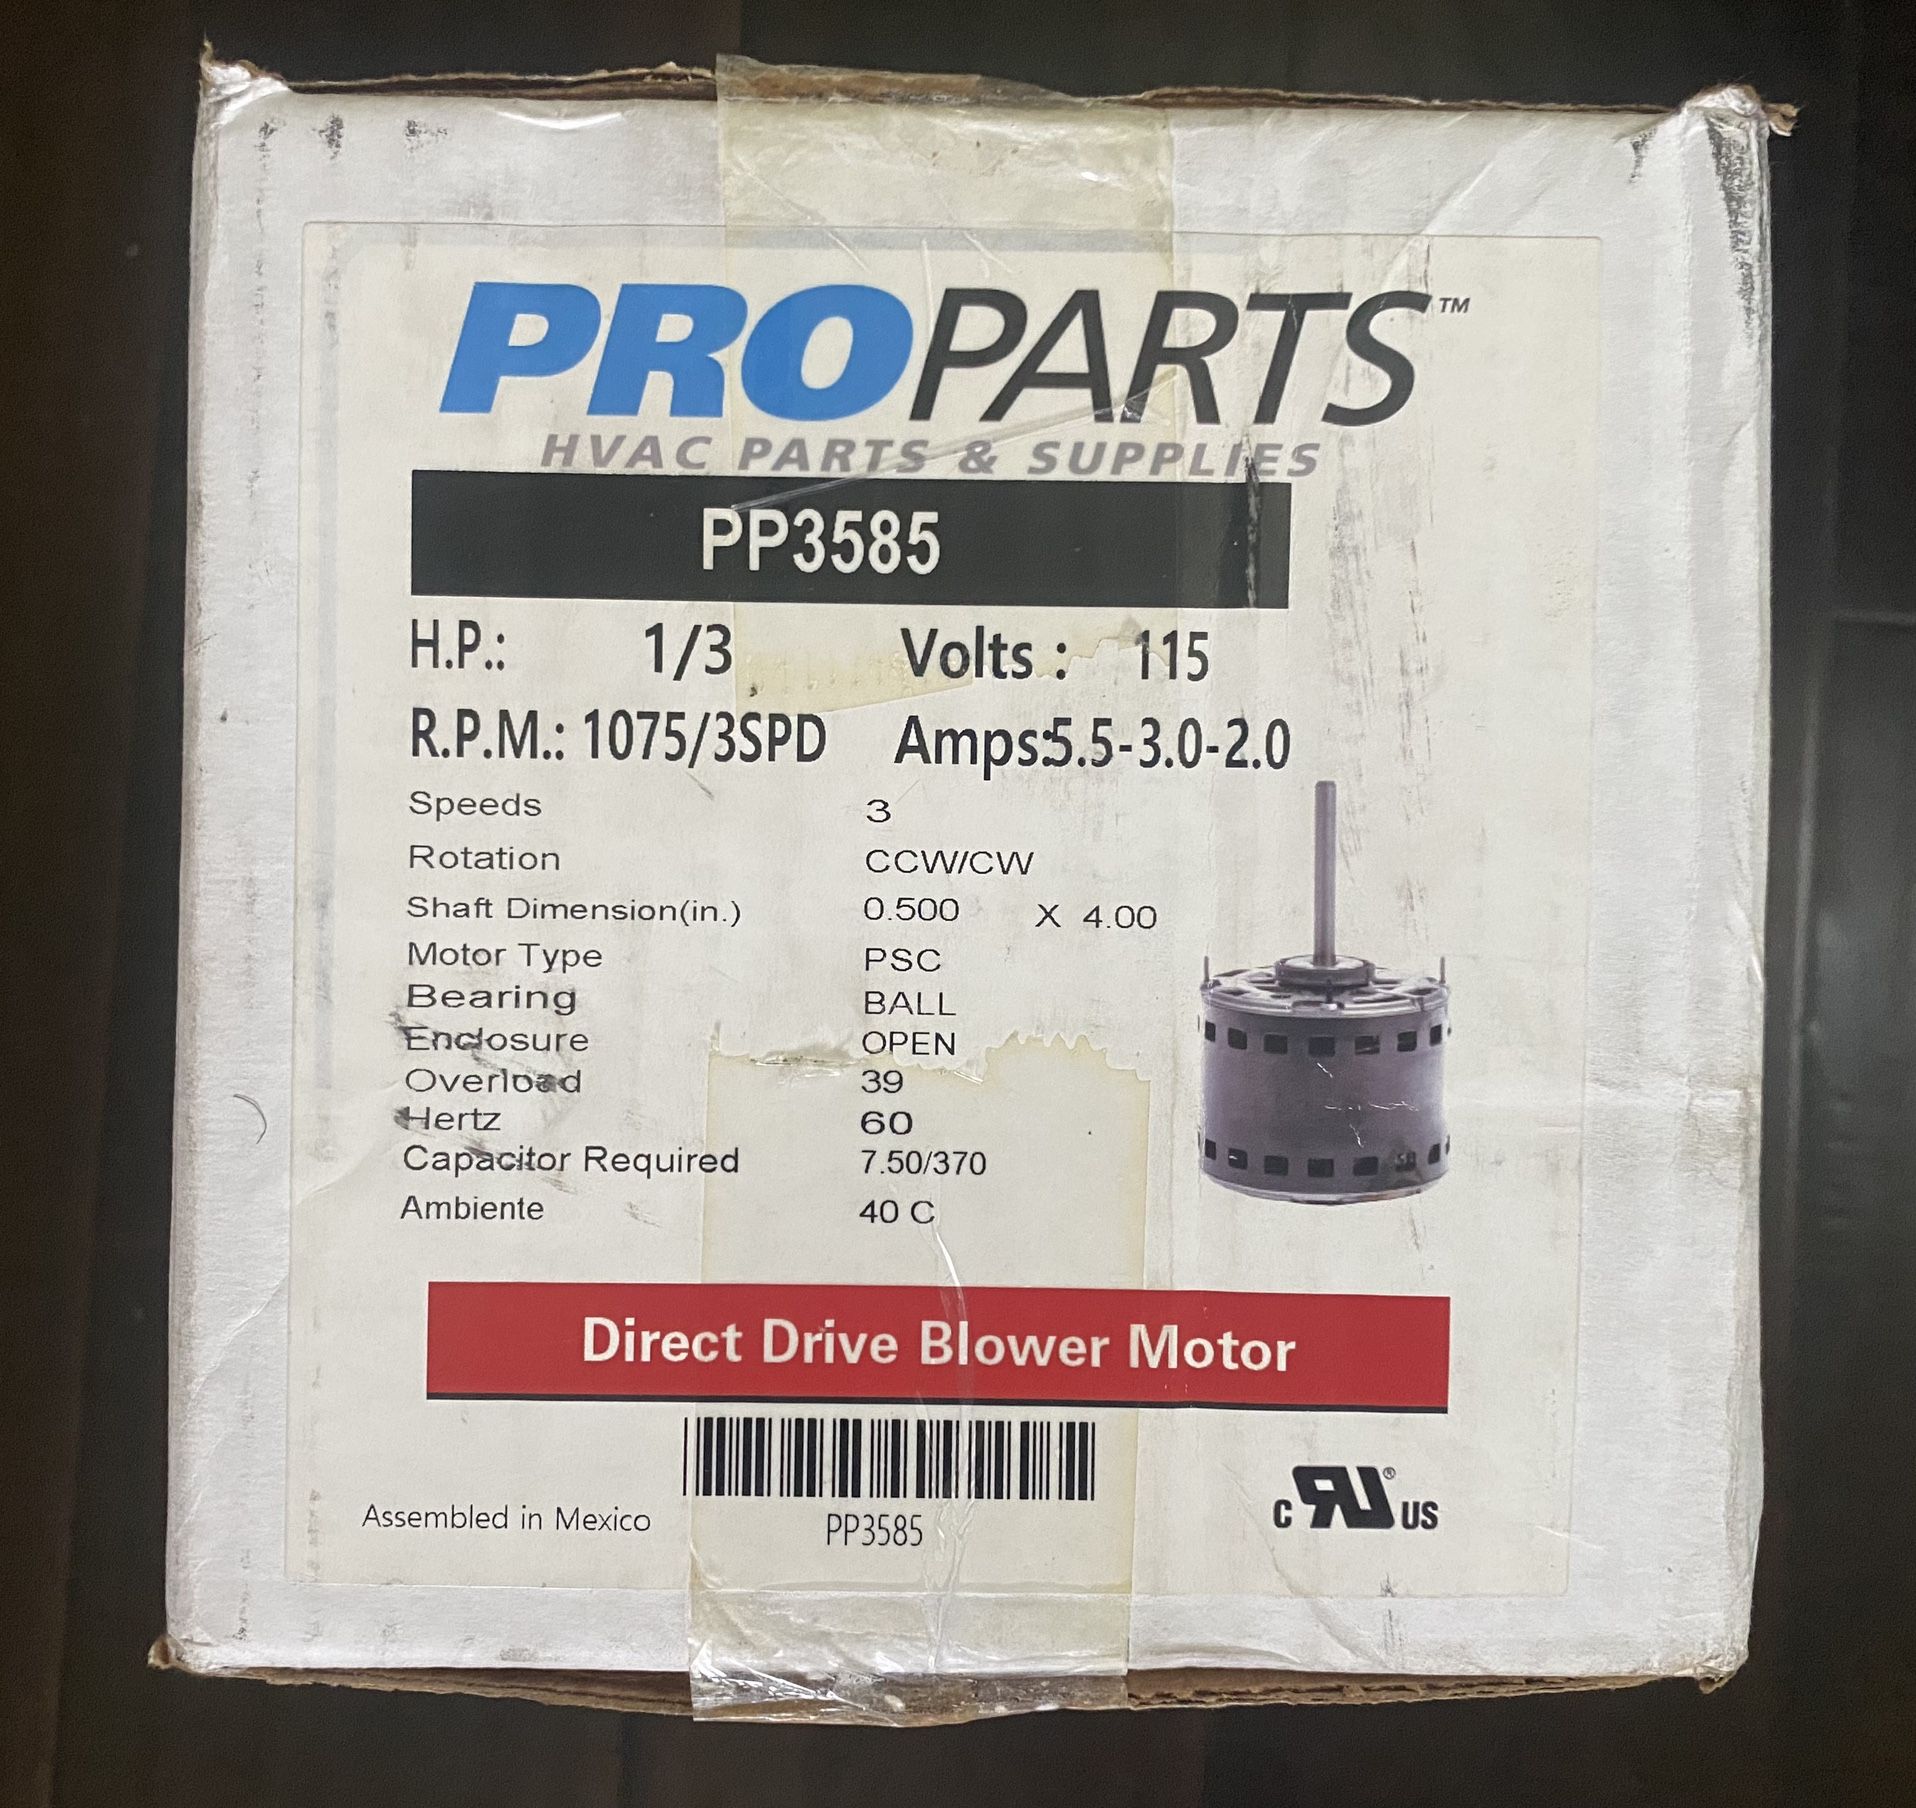 PROPARTS™
HVAC PARTS & SUPPLIES
PP3585
H.P.: 1/3 Volts : 115
R.P.M.: 1075/3SPD Amps:5.5-3.0-2.0
Speeds 3
Rotation CCW/CW
Shaft Dimension(in.) 0.500 X 4.00
Motor Type PSC
Bearing BALL
Enclosure OPEN
Overload 39
Hertz 60
Capacitor Required 7.50/370
Ambiente 40 C
Direct Drive Blower Motor
Assembled in Mexico
PP3585
C RU® US